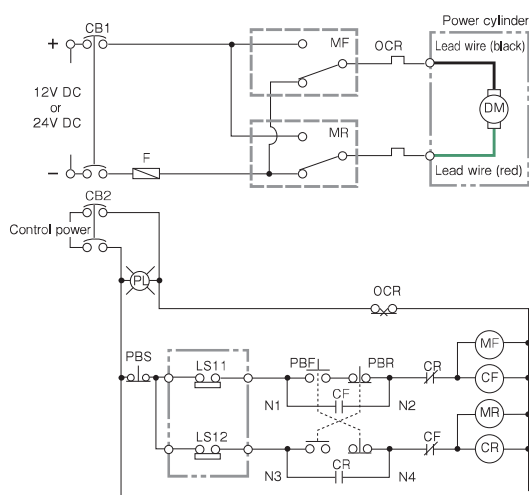 CB1
Power cylinder
+
MF
OCR
Lead wire (black)
12V DC
or
24V DC
DM
MR
−
F
Lead wire (red)
CB2
Control power
PL
OCR
MF
PBS
LS11
PBF
PBR
CR
CF
N1
CF
N2
MR
LS12
CF
CR
N3
CR
N4